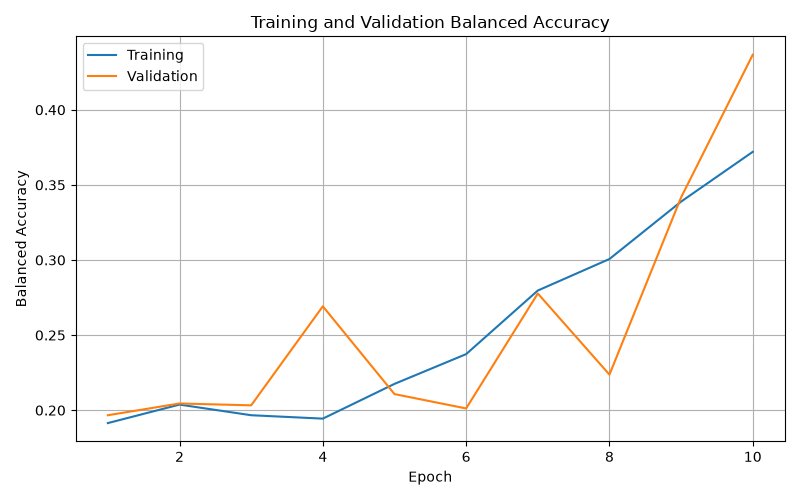 Training and Validation Balanced Accuracy
Training
Validation
0.40
0.35
0.30
0.25
0.20
Balanced Accuracy
2
4
6
8
10
Epoch